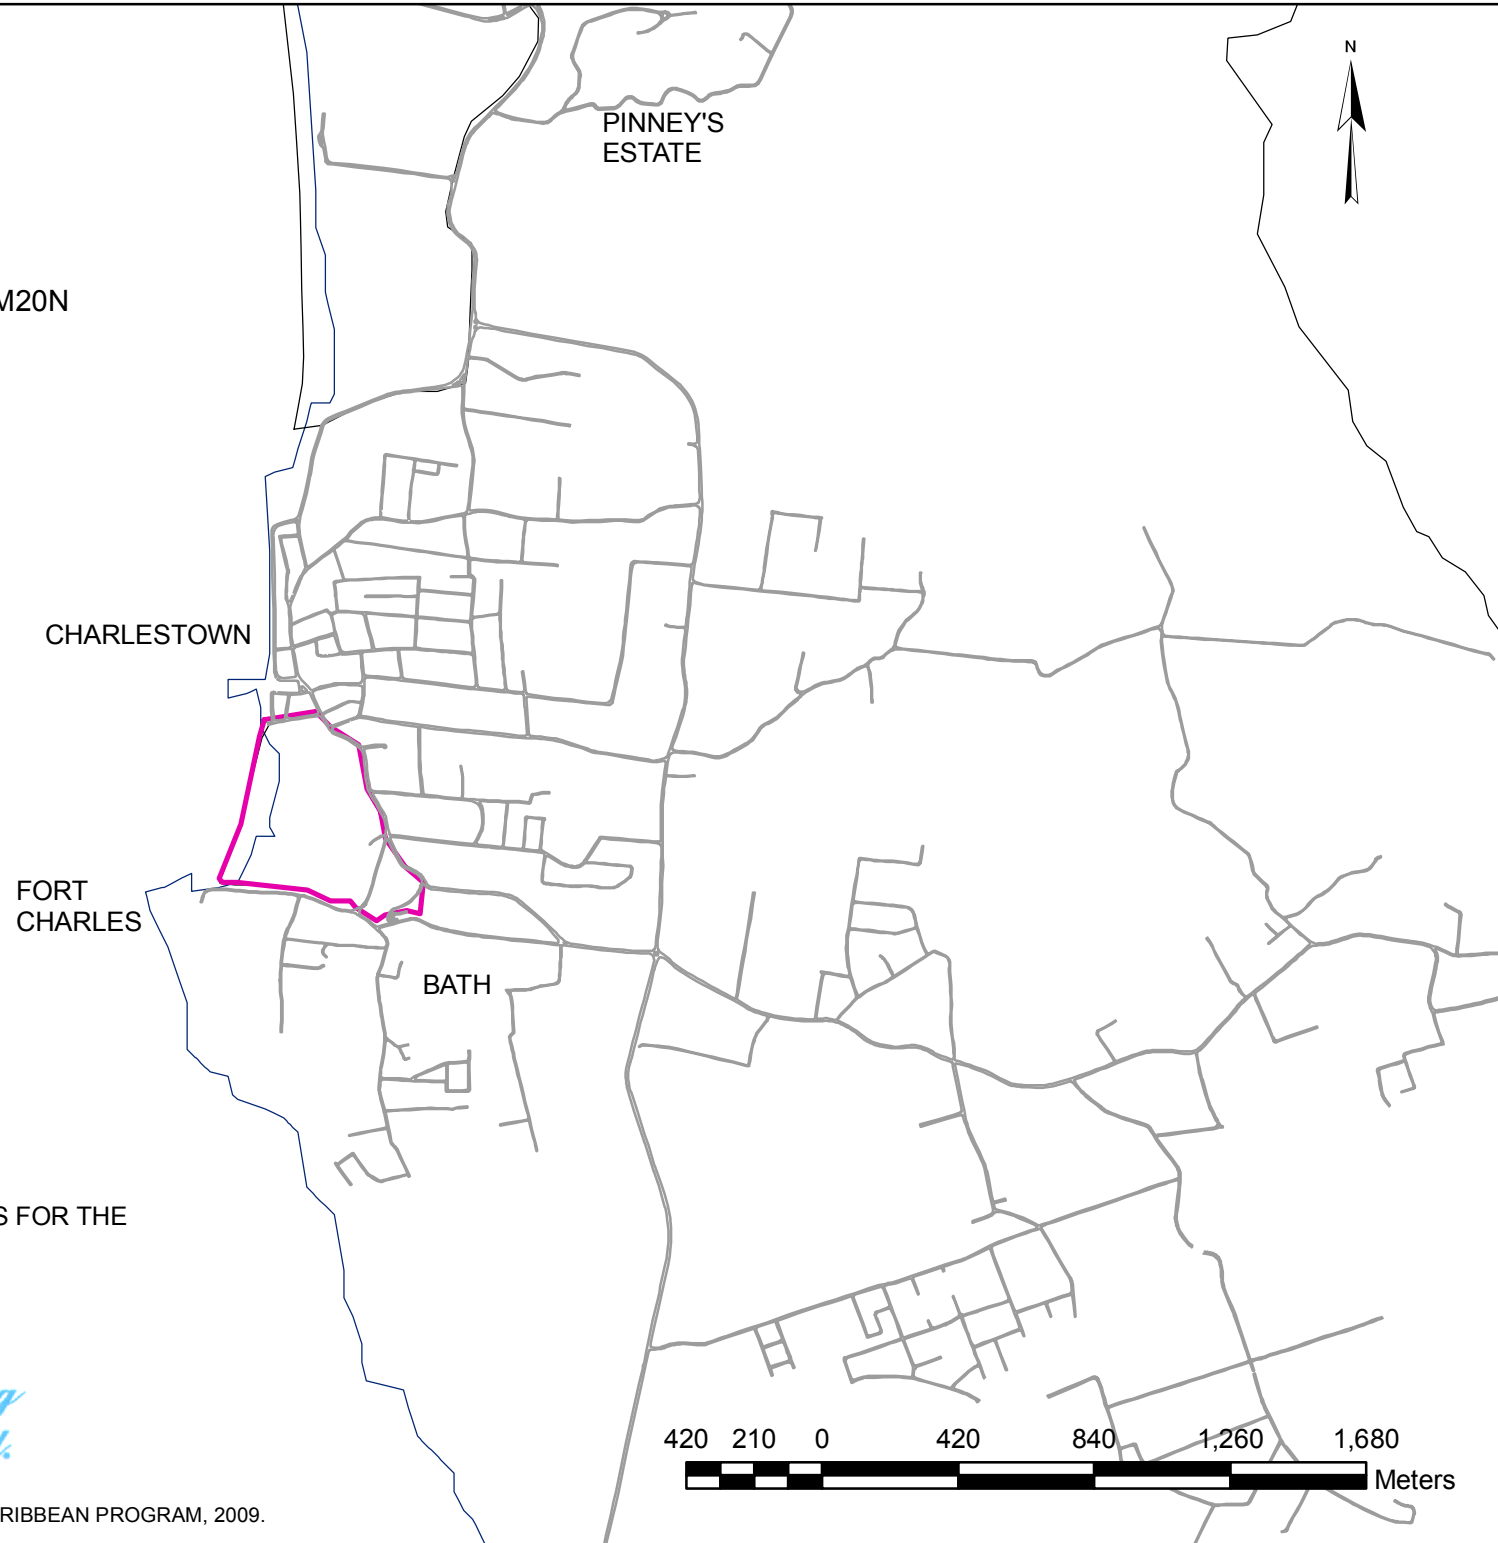 N
PINNEY'S
ESTATE
M20N
CHARLESTOWN
FORT
CHARLES
BATH
S FOR THE
420 210 0 420 840 1,260 1,680
Meters
RIBBEAN PROGRAM, 2009.